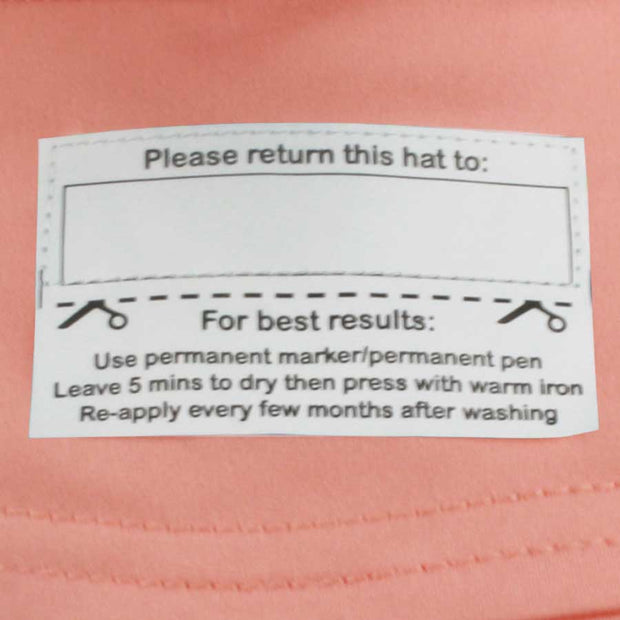 Please return this hat to:
For best results:
Use permanent marker/permanent pen
Leave 5 mins to dry then press with warm iron
Re-apply every few months after washing